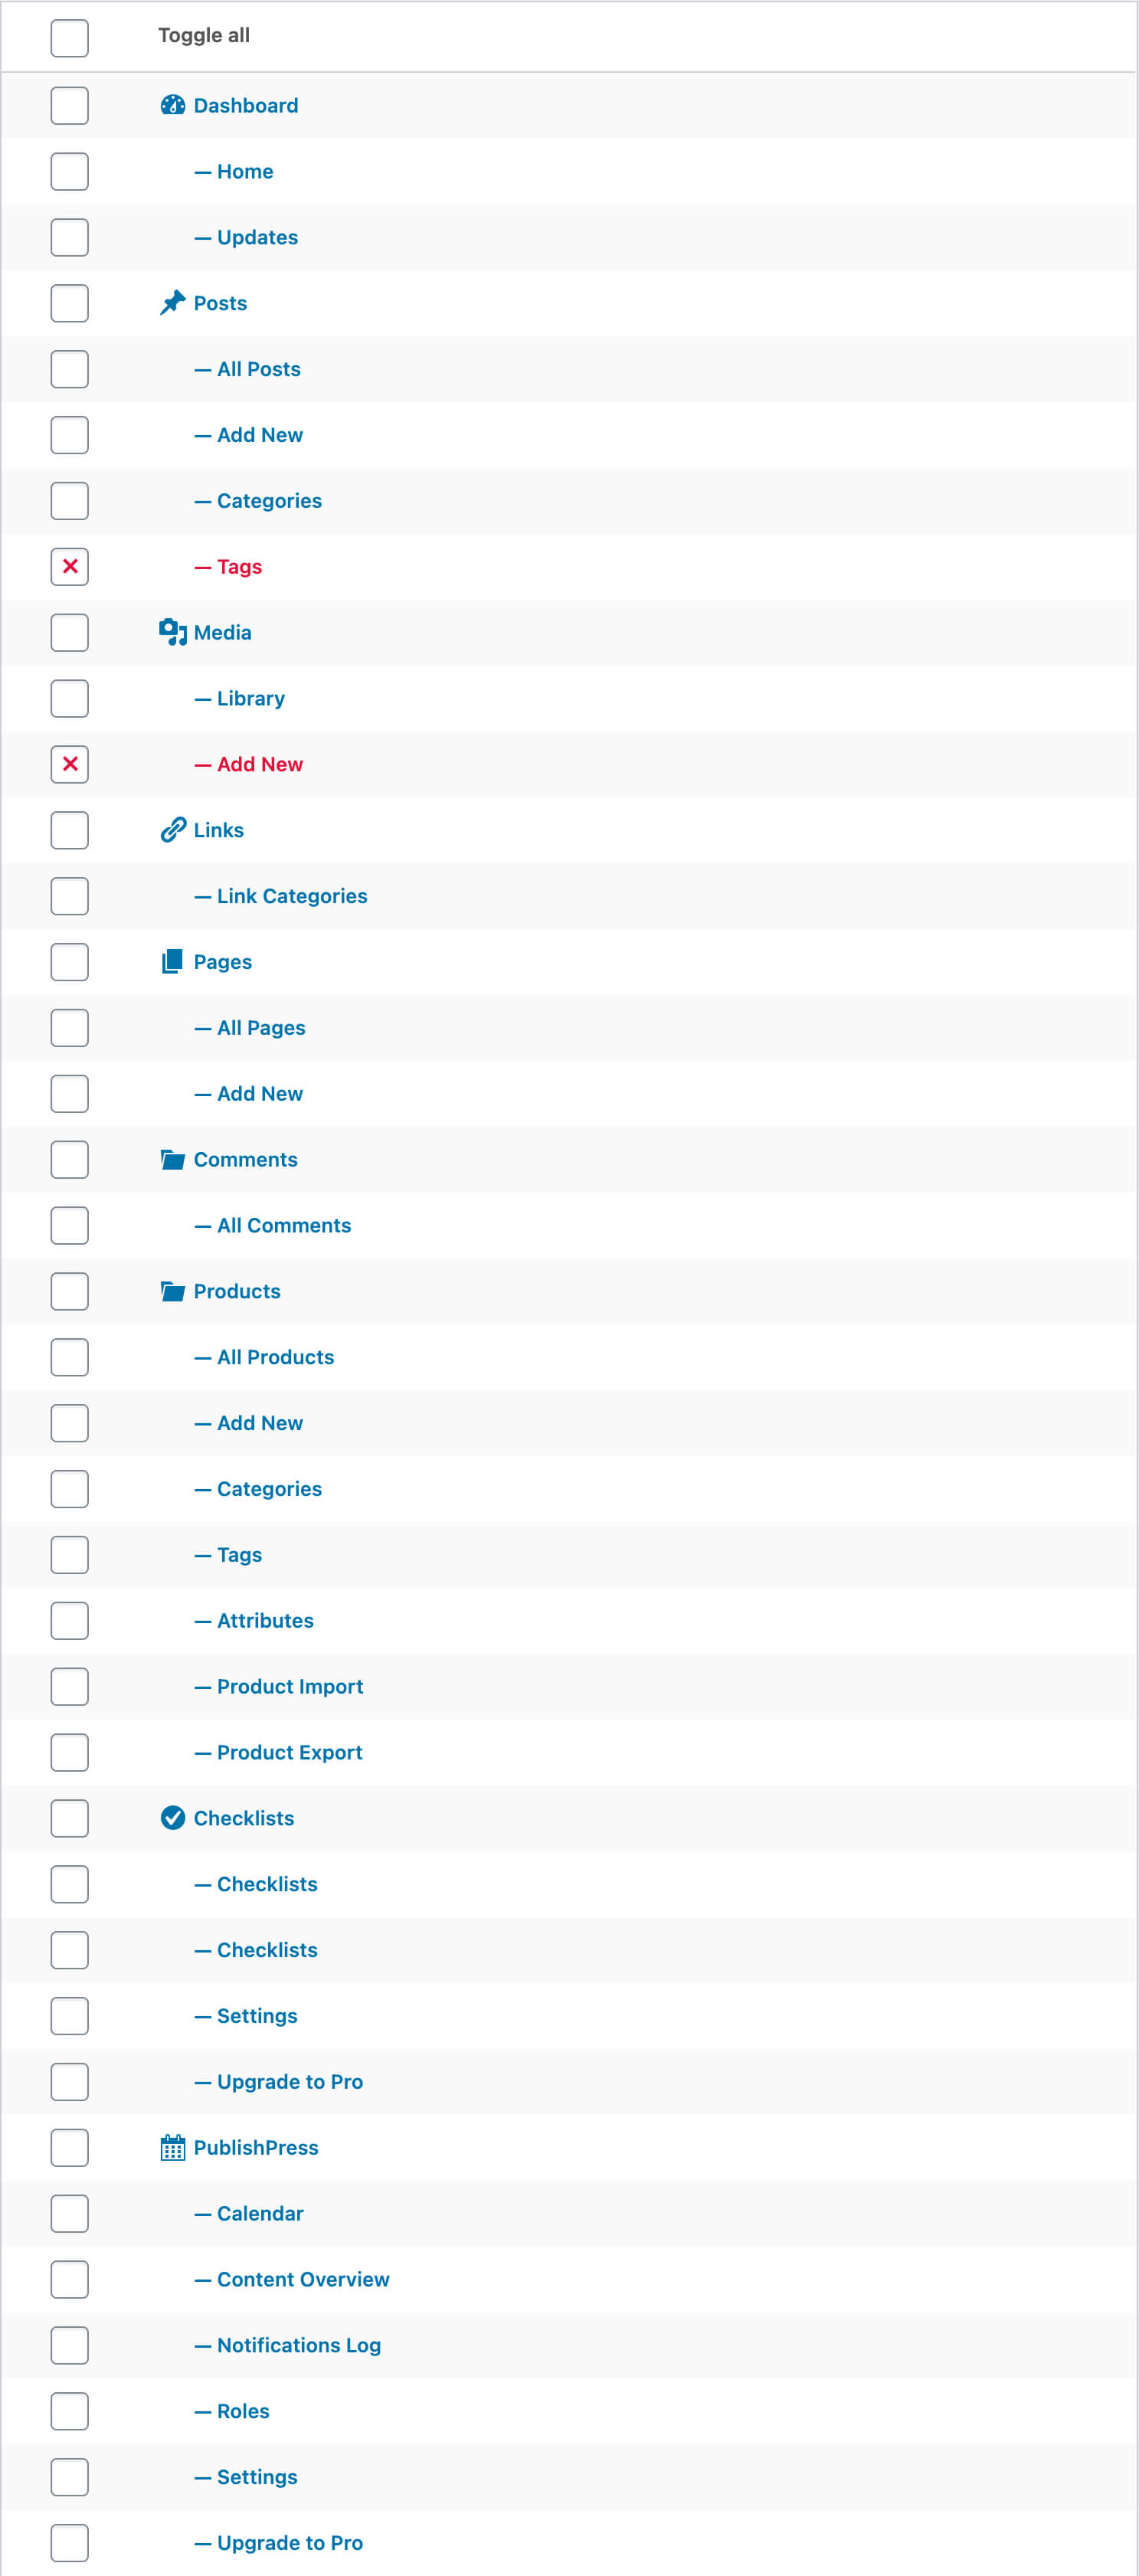 Toggle all
Dashboard
— Home
— Updates
Posts
— All Posts
— Add New
— Categories
— Tags
Media
— Library
— Add New
Links
— Link Categories
Pages
— All Pages
— Add New
Comments
— All Comments
Products
— All Products
— Add New
— Categories
— Tags
— Attributes
— Product Import
— Product Export
Checklists
— Checklists
— Checklists
— Settings
— Upgrade to Pro
PublishPress
— Calendar
— Content Overview
— Notifications Log
— Roles
— Settings
— Upgrade to Pro